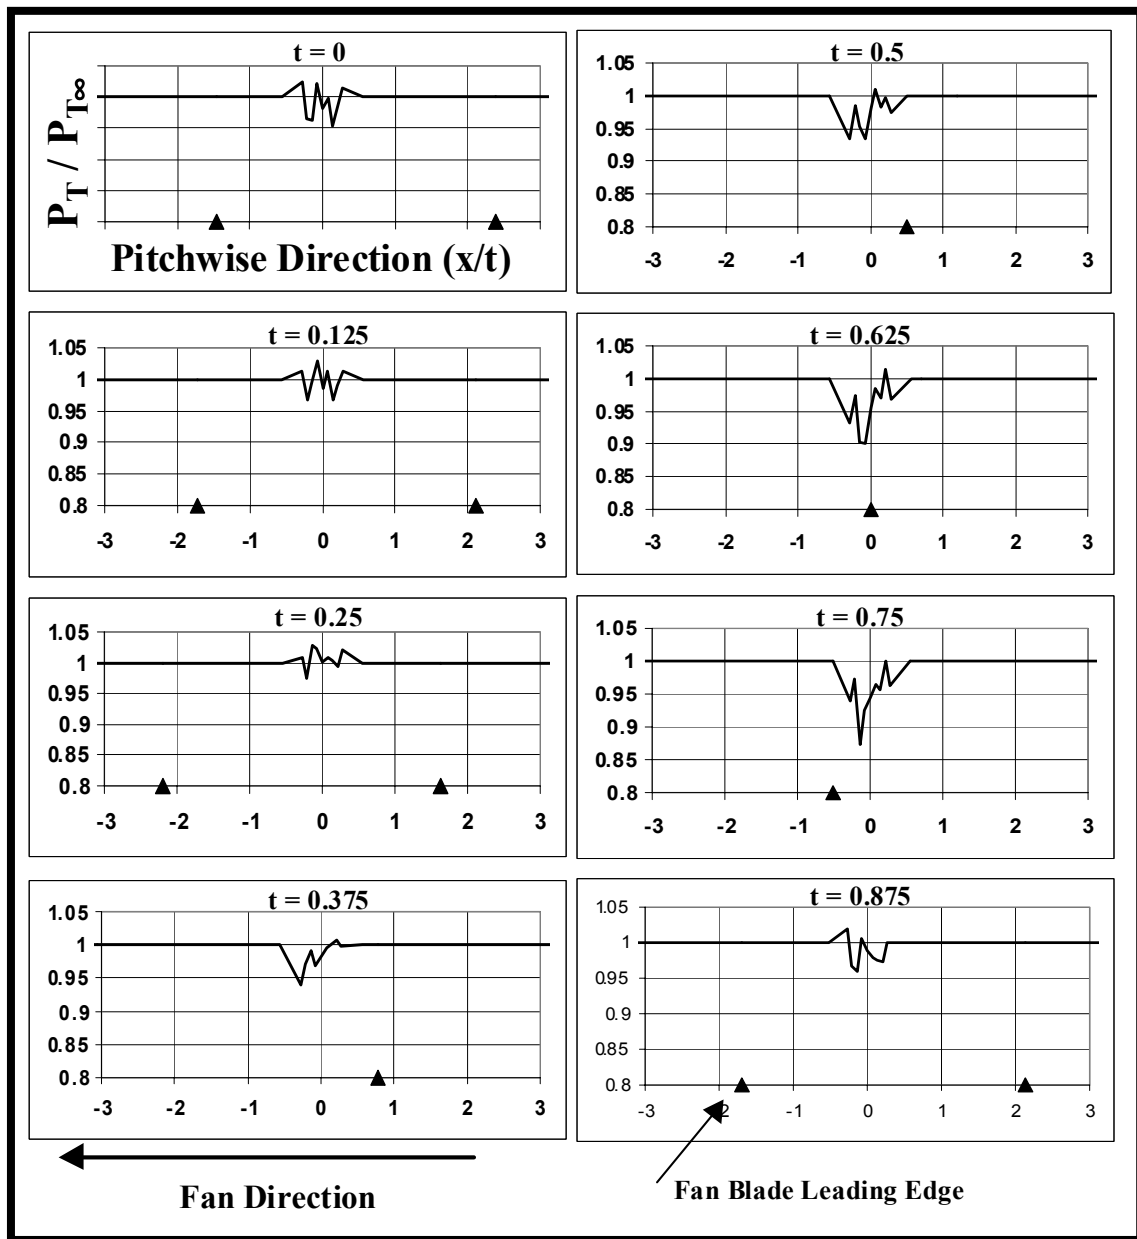 t = 0
P_T / P_T∞
Pitchwise Direction (x/t)
t = 0.5
1.05
1
0.95
0.9
0.85
0.8
-3 -2 -1 0 1 2 3
t = 0.125
1.05
1
0.95
0.9
0.85
0.8
-3 -2 -1 0 1 2 3
t = 0.625
1.05
1
0.95
0.9
0.85
0.8
-3 -2 -1 0 1 2 3
t = 0.25
1.05
1
0.95
0.9
0.85
0.8
-3 -2 -1 0 1 2 3
t = 0.75
1.05
1
0.95
0.9
0.85
0.8
-3 -2 -1 0 1 2 3
t = 0.375
1.05
1
0.95
0.9
0.85
0.8
-3 -2 -1 0 1 2 3
t = 0.875
1.05
1
0.95
0.9
0.85
0.8
-3 -2 -1 0 1 2 3
Fan Direction
Fan Blade Leading Edge